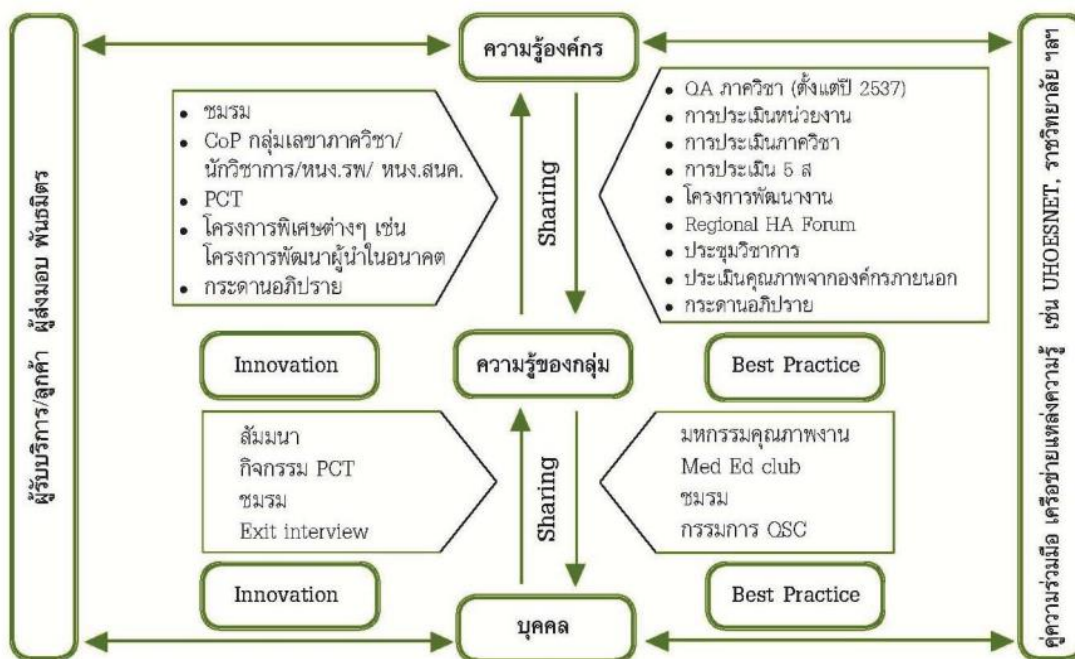 ผู้รับบริการ/ลูกค้า ผู้ส่งมอบ พันธมิตร
ความรู้องค์กร
• ชมรม
• CoP กลุ่มเลขาภาควิชา/
นักวิชาการ/หนง.รพ/ หนง.สนค.
• PCT
• โครงการพิเศษต่างๆ เช่น
โครงการพัฒนาผู้นำในอนาคต
• กระดานอภิปราย
Sharing
• QA ภาควิชา (ตั้งแต่ปี 2537)
• การประเมินหน่วยงาน
• การประเมินภาควิชา
• การประเมิน 5 ส
• โครงการพัฒนางาน
• Regional HA Forum
• ประชุมวิชาการ
• ประเมินคุณภาพจากองค์กรภายนอก
• กระดานอภิปราย
Innovation
ความรู้ของกลุ่ม
Best Practice
สัมมนา
กิจกรรม PCT
ชมรม
Exit interview
Sharing
มหกรรมคุณภาพงาน
Med Ed club
ชมรม
กรรมการ QSC
Innovation
บุคคล
Best Practice
คู่ความร่วมมือ เครือข่ายแหล่งความรู้ เช่น UHOESNET, ราชวิทยาลัย ฯลฯ